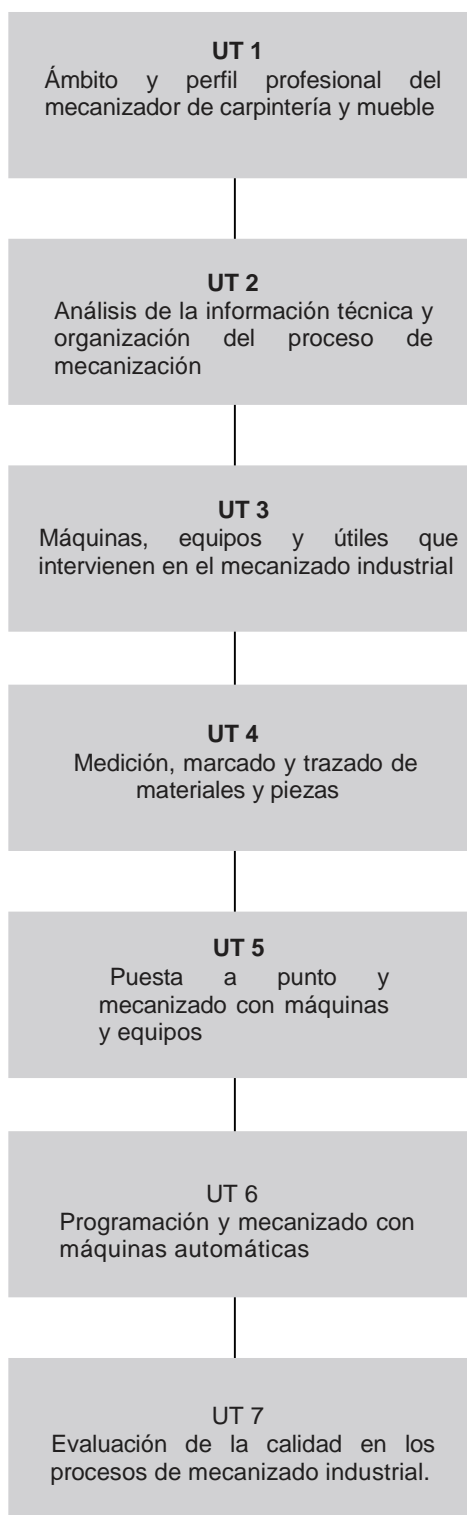 UT 1
Ámbito y perfil profesional del
mecanizador de carpintería y mueble
UT 2
Análisis de la información técnica y
organización del proceso de
mecanización
UT 3
Máquinas, equipos y útiles que
intervienen en el mecanizado industrial
UT 4
Medición, marcado y trazado de
materiales y piezas
UT 5
Puesta a punto y
mecanizado con máquinas
y equipos
UT 6
Programación y mecanizado con
máquinas automáticas
UT 7
Evaluación de la calidad en los
procesos de mecanizado industrial.